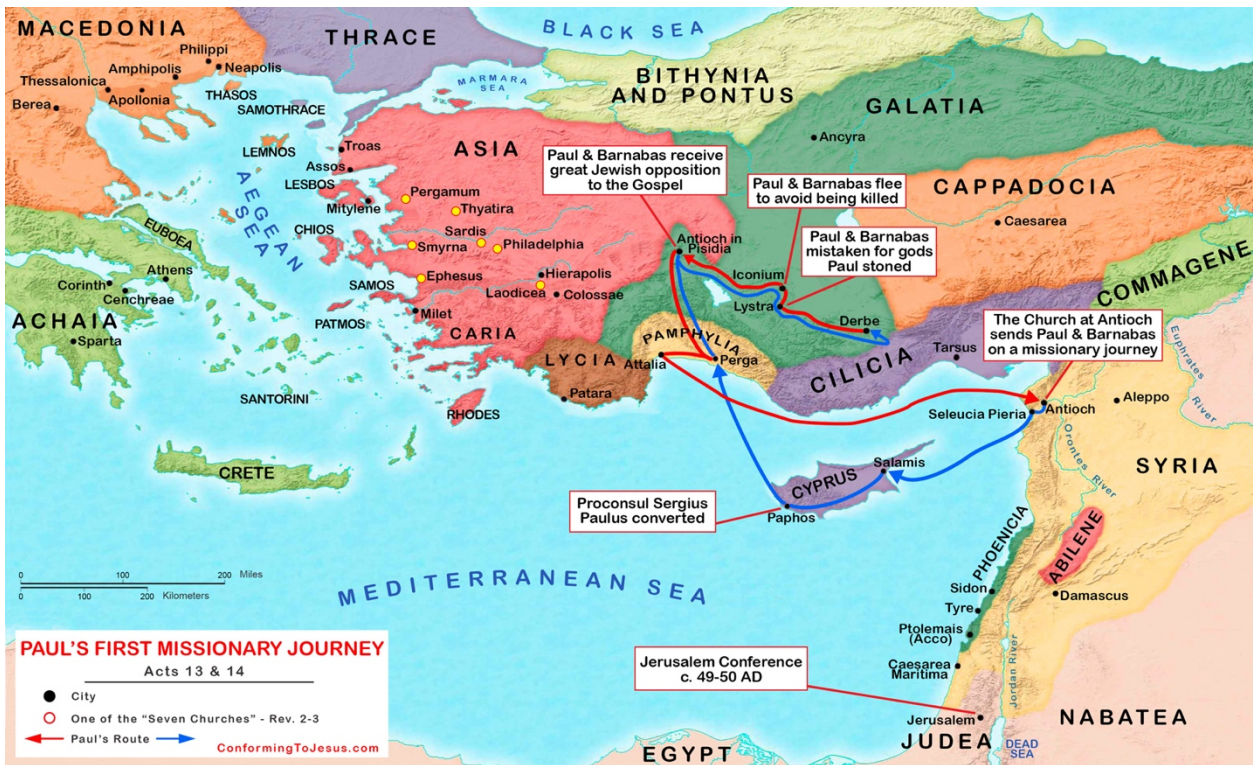 MACEDONIA
THRACE
BLACK SEA
Philippi
Neapolis
Amphipolis
Thessalonica
Apollonia
Berea
THASOS
SAMOTHRACE
MARMARA
SEA
BITHYNIA
AND PONTUS
GALATIA
Ancyra
LEMNOS
Troas
Assos
ASIA
LESBOS
Mitylene
AEGEAN
SEA
Pergamum
Thyatira
Sardis
Smyrna
Philadelphia
CHIOS
EUBOEA
Athens
Corinth
Cenchreae
ACHAIA
Sparta
Ephesus
SAMOS
Hierapolis
Laodicea
Colossae
PATMOS
Milet
CARIA
Paul & Barnabas receive
great Jewish opposition
to the Gospel
Paul & Barnabas flee
to avoid being killed
Paul & Barnabas
mistaken for gods
Paul stoned
CAPPADOCIA
Caesarea
COMMAGENE
Antioch in
Pisidia
Iconium
Lystra
Derbe
The Church at Antioch
sends Paul & Barnabas
on a missionary journey
Euphrates
River
PAMPHYLIA
Perga
Attalia
LYCIA
Patara
CILICIA
Tarsus
Seleucia Pieria
Antioch
Aleppo
Orontes
River
SYRIA
SANTORINI
RHODES
CRETE
CYPRUS
Salamis
Paphos
Proconsul Sergius
Paulus converted
MEDITERRANEAN SEA
PHOENICIA
ABILENE
Damascus
Sidon
Tyre
Ptolemais
(Acco)
Caesarea
Maritima
Jordan River
Jerusalem Conference
c. 49-50 AD
Jerusalem
JUDEA
DEAD
SEA
NABATEA
EGYPT
0 100 200 Miles
0 100 200 Kilometers
PAUL'S FIRST MISSIONARY JOURNEY
Acts 13 & 14
City
One of the "Seven Churches" - Rev. 2-3
Paul's Route
ConformingToJesus.com